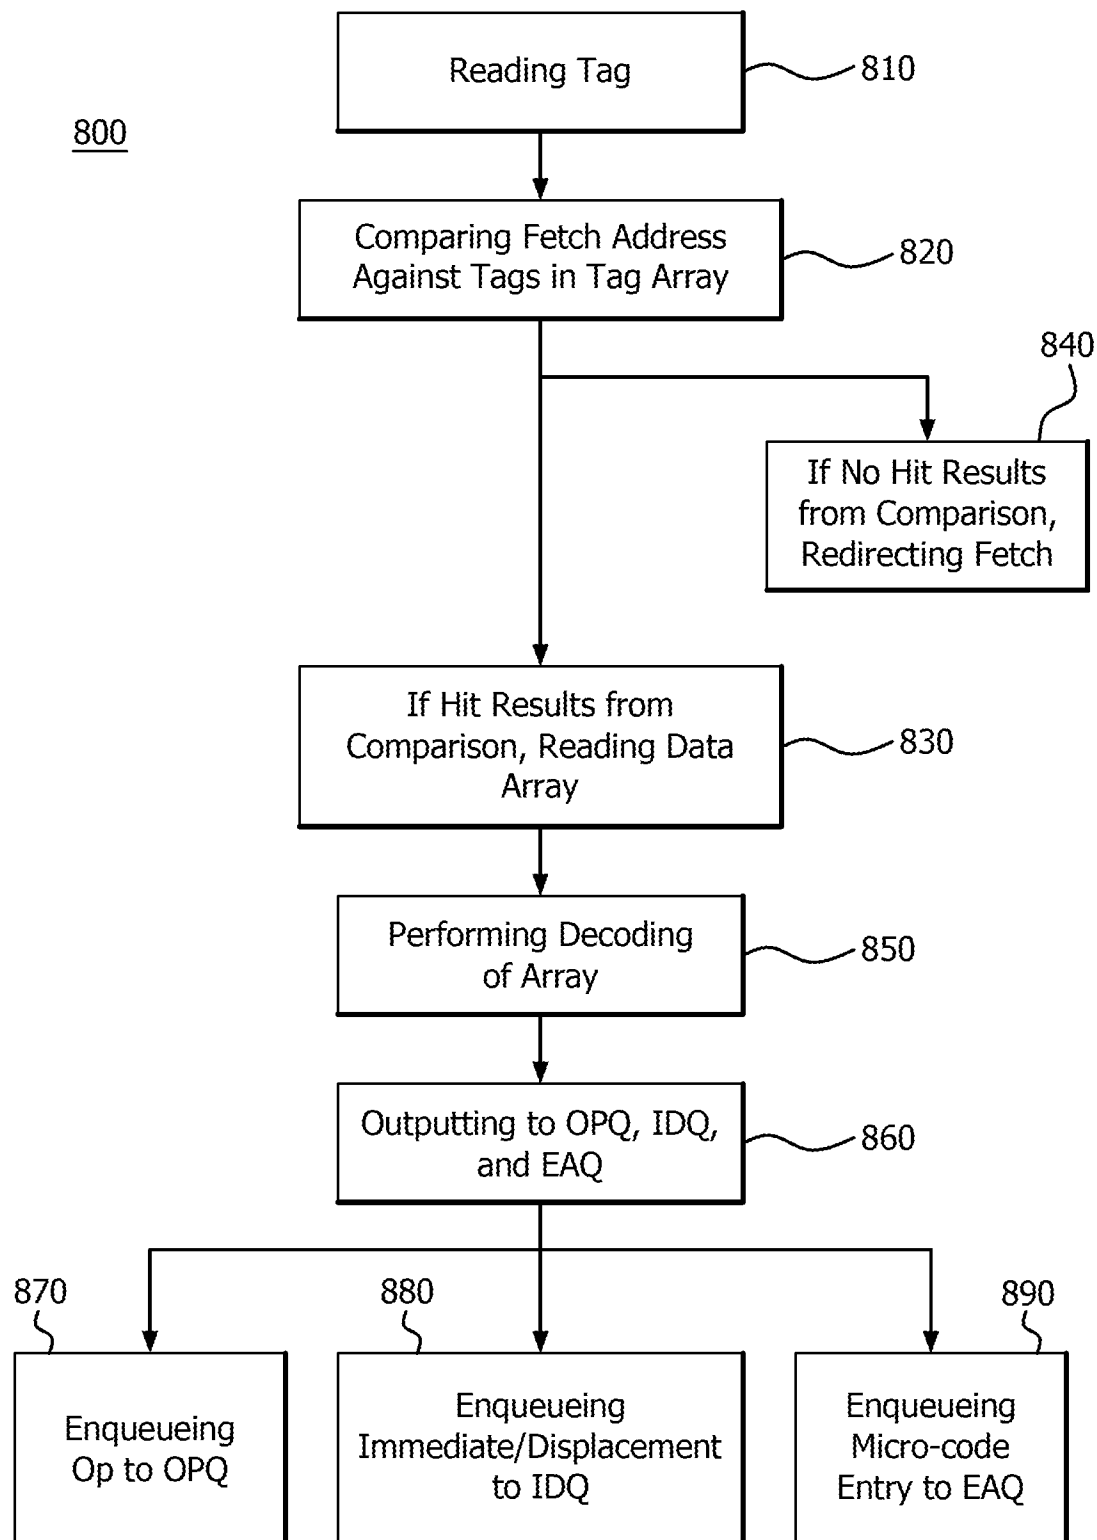 Reading Tag
810
800
Comparing Fetch Address
Against Tags in Tag Array
820
840
If No Hit Results
from Comparison,
Redirecting Fetch
If Hit Results from
Comparison, Reading Data
Array
830
Performing Decoding
of Array
850
Outputting to OPQ, IDQ,
and EAQ
860
870
Enqueueing
Op to OPQ
880
Enqueueing
Immediate/Displacement
to IDQ
890
Enqueueing
Micro-code
Entry to EAQ